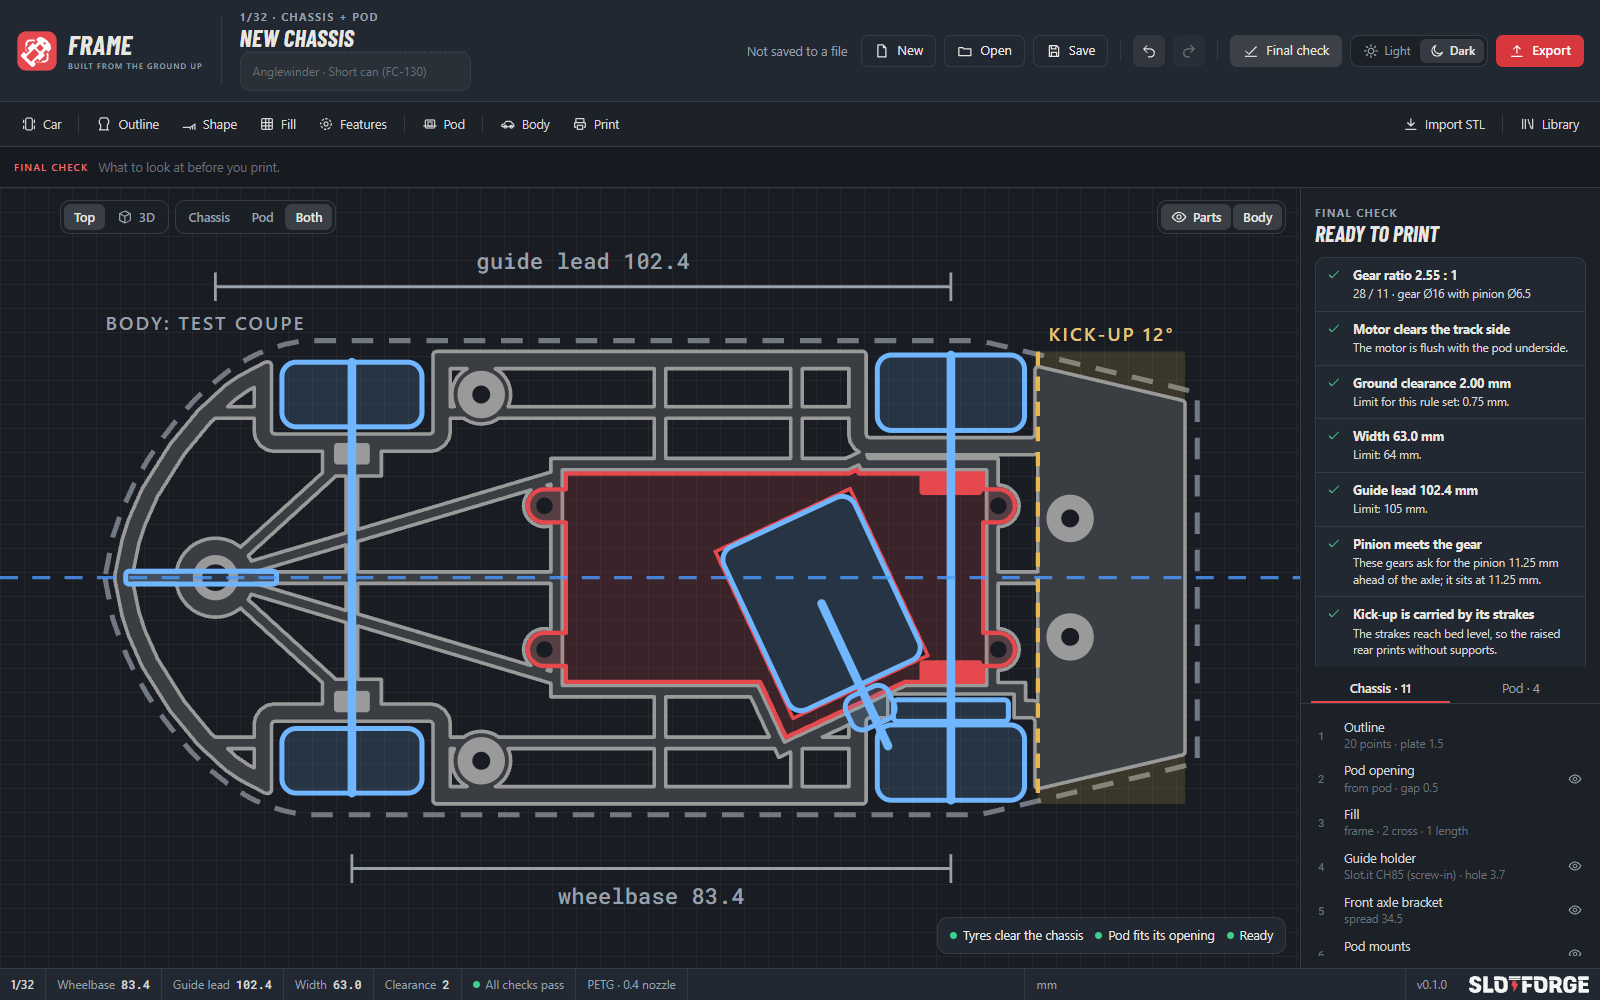 FRAME
BUILT FROM THE GROUND UP
1/32 · CHASSIS + POD
NEW CHASSIS
Anglewinder · Short can (FC-130)
Not saved to a file
New
Open
Save
Final check
Light
Dark
Export
Car
Outline
Shape
Fill
Features
Pod
Body
Print
Import STL
Library
FINAL CHECK What to look at before you print.
Top
3D
Chassis
Pod
Both
Parts
Body
guide lead 102.4
BODY: TEST COUPE
KICK-UP 12°
wheelbase 83.4
Tyres clear the chassis
Pod fits its opening
Ready
FINAL CHECK
READY TO PRINT
Gear ratio 2.55 : 1
28 / 11 · gear Ø16 with pinion Ø6.5
Motor clears the track side
The motor is flush with the pod underside.
Ground clearance 2.00 mm
Limit for this rule set: 0.75 mm.
Width 63.0 mm
Limit: 64 mm.
Guide lead 102.4 mm
Limit: 105 mm.
Pinion meets the gear
These gears ask for the pinion 11.25 mm
ahead of the axle; it sits at 11.25 mm.
Kick-up is carried by its strakes
The strakes reach bed level, so the raised
rear prints without supports.
Chassis · 11
Pod · 4
1 Outline
20 points · plate 1.5
2 Pod opening
from pod · gap 0.5
3 Fill
frame · 2 cross · 1 length
4 Guide holder
Slot.it CH85 (screw-in) · hole 3.7
5 Front axle bracket
spread 34.5
6 Pod mounts
1/32
Wheelbase 83.4
Guide lead 102.4
Width 63.0
Clearance 2
All checks pass
PETG · 0.4 nozzle
mm
v0.1.0
SLOTFORGE